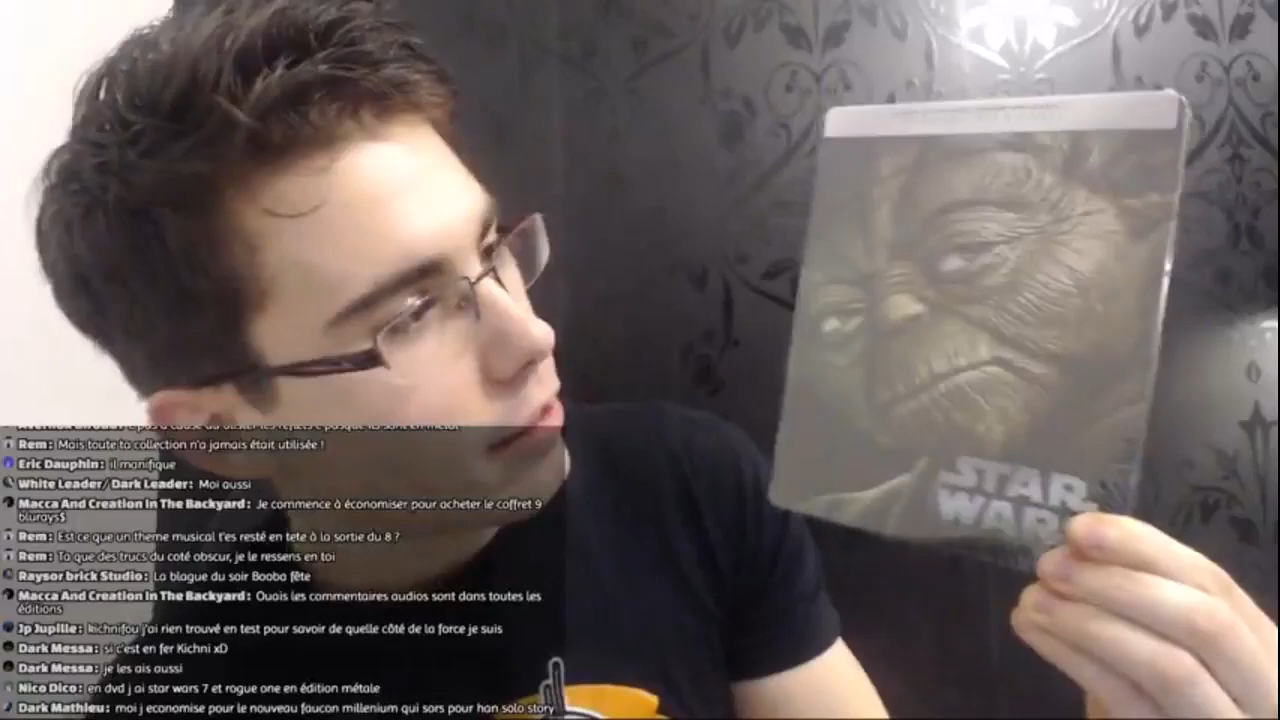 Rem: Mais toute ta collection n'a jamais était utilisée !
Eric Dauphin: il manifique
White Leader/ Dark Leader: Moi aussi
Macca And Creation In The Backyard: Je commence à économiser pour acheter le coffret 9
blurays$
Rem: Est ce que un theme musical t'es resté en tete à la sortie du 8 ?
Rem: Ta que des trucs du coté obscur, je le ressens en toi
Raysor brick Studio: La blague du soir Booba fête
Macca And Creation In The Backyard: Ouais les commentaires audios sont dans toutes les
éditions
Jp Jupille: kichnifou j'ai rien trouvé en test pour savoir de quelle côté de la force je suis
Dark Messa: si c'est en fer Kichni xD
Dark Messa: je les ais aussi
Nico Dico: en dvd j ai star wars 7 et rogue one en édition métale
Dark Mathieu: moi j economise pour le nouveau faucon millenium qui sors pour han solo story
STAR
WARS